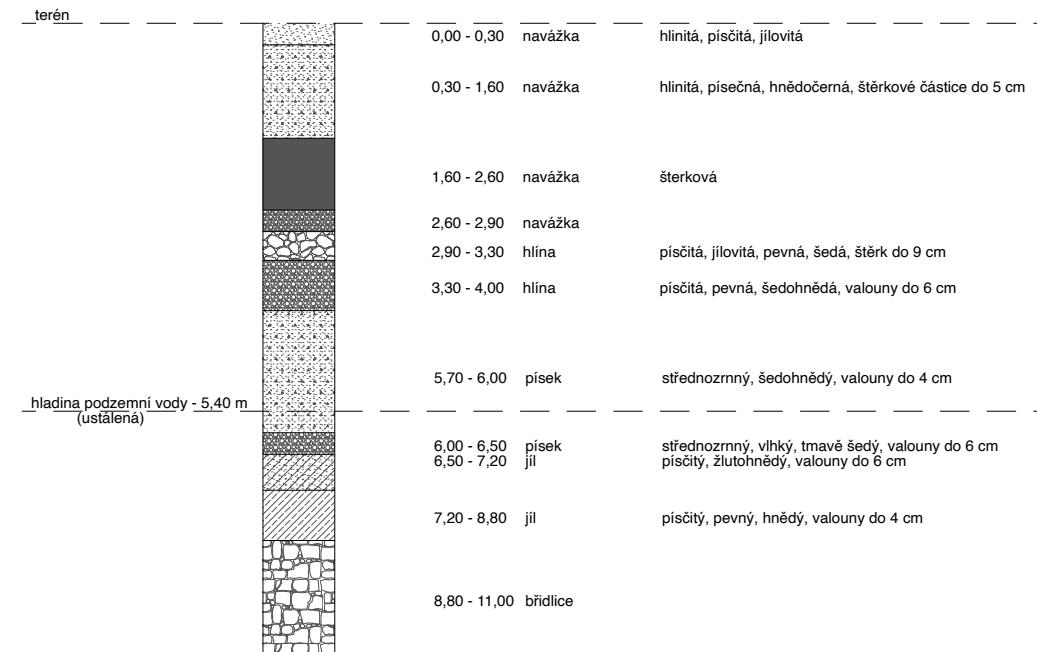 terén
0,00 - 0,30 navážka hlinitá, písčitá, jílovitá
0,30 - 1,60 navážka hlinitá, písečná, hnědočerná, štěrkové částice do 5 cm
1,60 - 2,60 navážka šterková
2,60 - 2,90 navážka
2,90 - 3,30 hlína písčitá, jílovitá, pevná, šedá, štěrk do 9 cm
3,30 - 4,00 hlína písčitá, pevná, šedohnědá, valouny do 6 cm
5,70 - 6,00 písek střednozrnný, šedohnědý, valouny do 4 cm
hladina podzemní vody - 5,40 m
(ustálená)
6,00 - 6,50 písek střednozrnný, vlhký, tmavě šedý, valouny do 6 cm
6,50 - 7,20 jíl písčitý, žlutohnědý, valouny do 6 cm
7,20 - 8,80 jíl písčitý, pevný, hnědý, valouny do 4 cm
8,80 - 11,00 břidlice